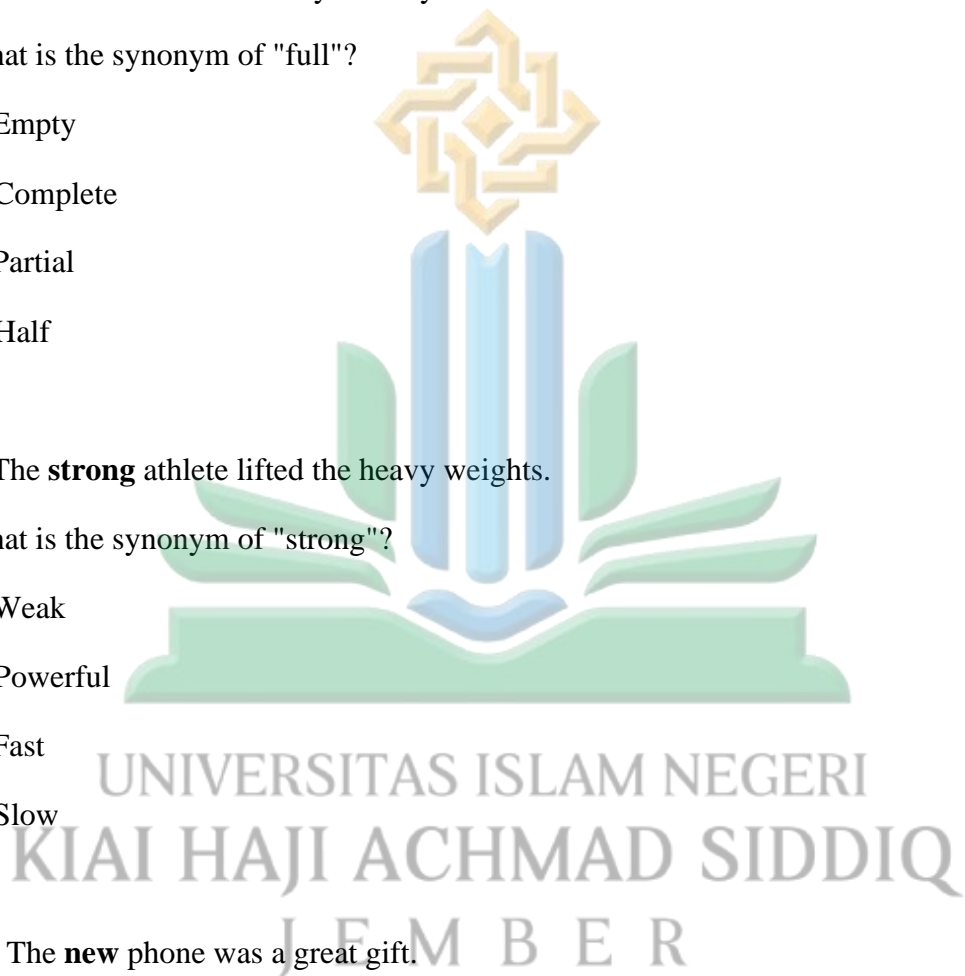 is the synonym of "full"?
Empty
Complete
Partial
Half
The strong athlete lifted the heavy weights.
is the synonym of "strong"?
Weak
Powerful
Fast
Slow
The new phone was a great gift.
UNIVERSITAS ISLAM NEGERI
KIAI HAJI ACHMAD SIDDIQ
JEMBER